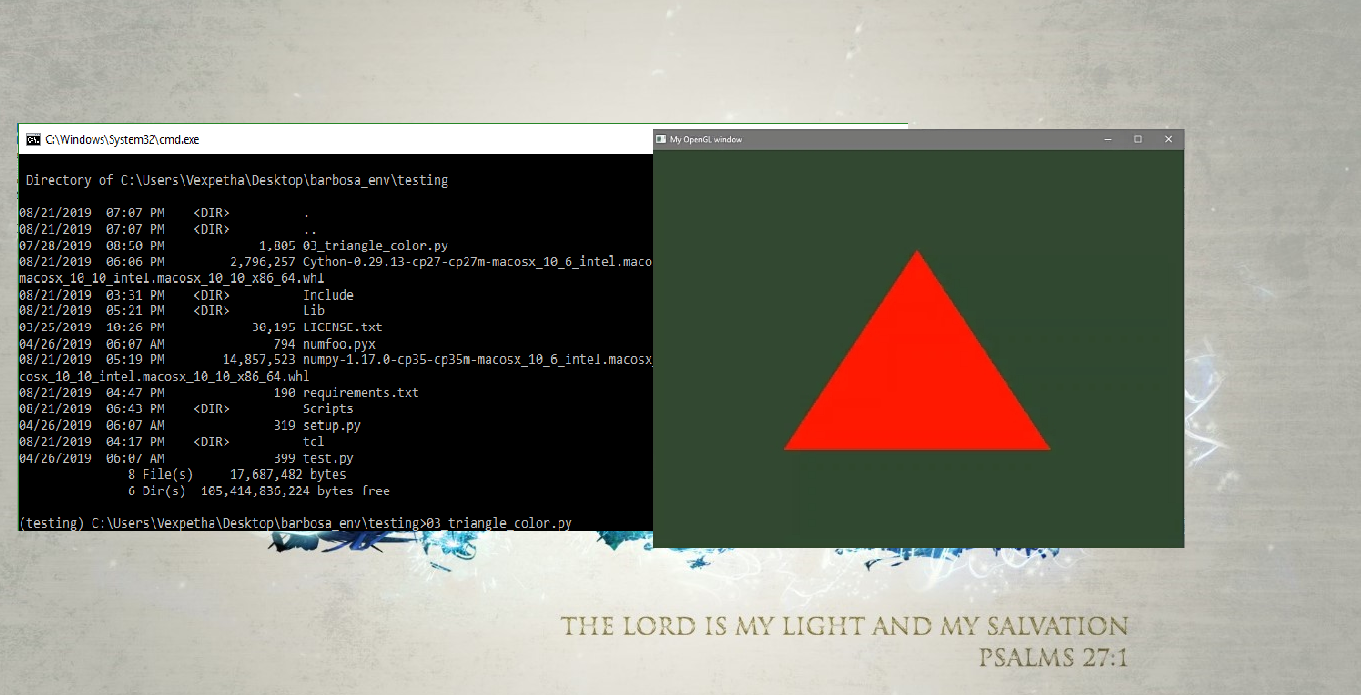 C:\Windows\System32\cmd.exe
My OpenGL window
Directory of C:\Users\Vexpetha\Desktop\barbosa_env\testing
08/21/2019 07:07 PM <DIR> .
08/21/2019 07:07 PM <DIR> ..
07/28/2019 08:50 PM 1,805 03_triangle_color.py
08/21/2019 06:06 PM 2,796,257 Cython-0.29.13-cp27-cp27m-macosx_10_6_intel.maco
macosx_10_10_intel.macosx_10_10_x86_64.whl
08/21/2019 03:31 PM <DIR> Include
08/21/2019 05:21 PM <DIR> Lib
03/25/2019 10:26 PM 30,195 LICENSE.txt
04/26/2019 06:07 AM 794 numfoo.pyx
08/21/2019 05:19 PM 14,857,523 numpy-1.17.0-cp35-cp35m-macosx_10_6_intel.macosx_
cosx_10_10_intel.macosx_10_10_x86_64.whl
08/21/2019 04:47 PM 190 requirements.txt
08/21/2019 06:43 PM <DIR> Scripts
04/26/2019 06:07 AM 319 setup.py
08/21/2019 04:17 PM <DIR> tcl
04/26/2019 06:07 AM 399 test.py
8 File(s) 17,687,482 bytes
6 Dir(s) 105,414,836,224 bytes free
(testing) C:\Users\Vexpetha\Desktop\barbosa_env\testing>03_triangle_color.py
THE LORD IS MY LIGHT AND MY SALVATION
PSALMS 27:1